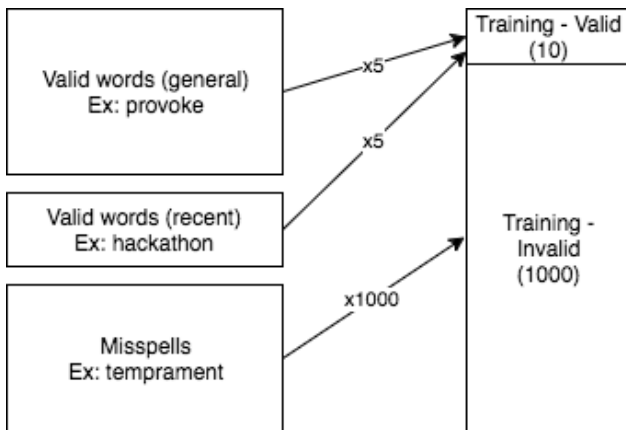 Valid words (general)
Ex: provoke
x5
Training - Valid
(10)
Valid words (recent)
Ex: hackathon
x5
Training -
Invalid
(1000)
Misspells
Ex: temprament
x1000